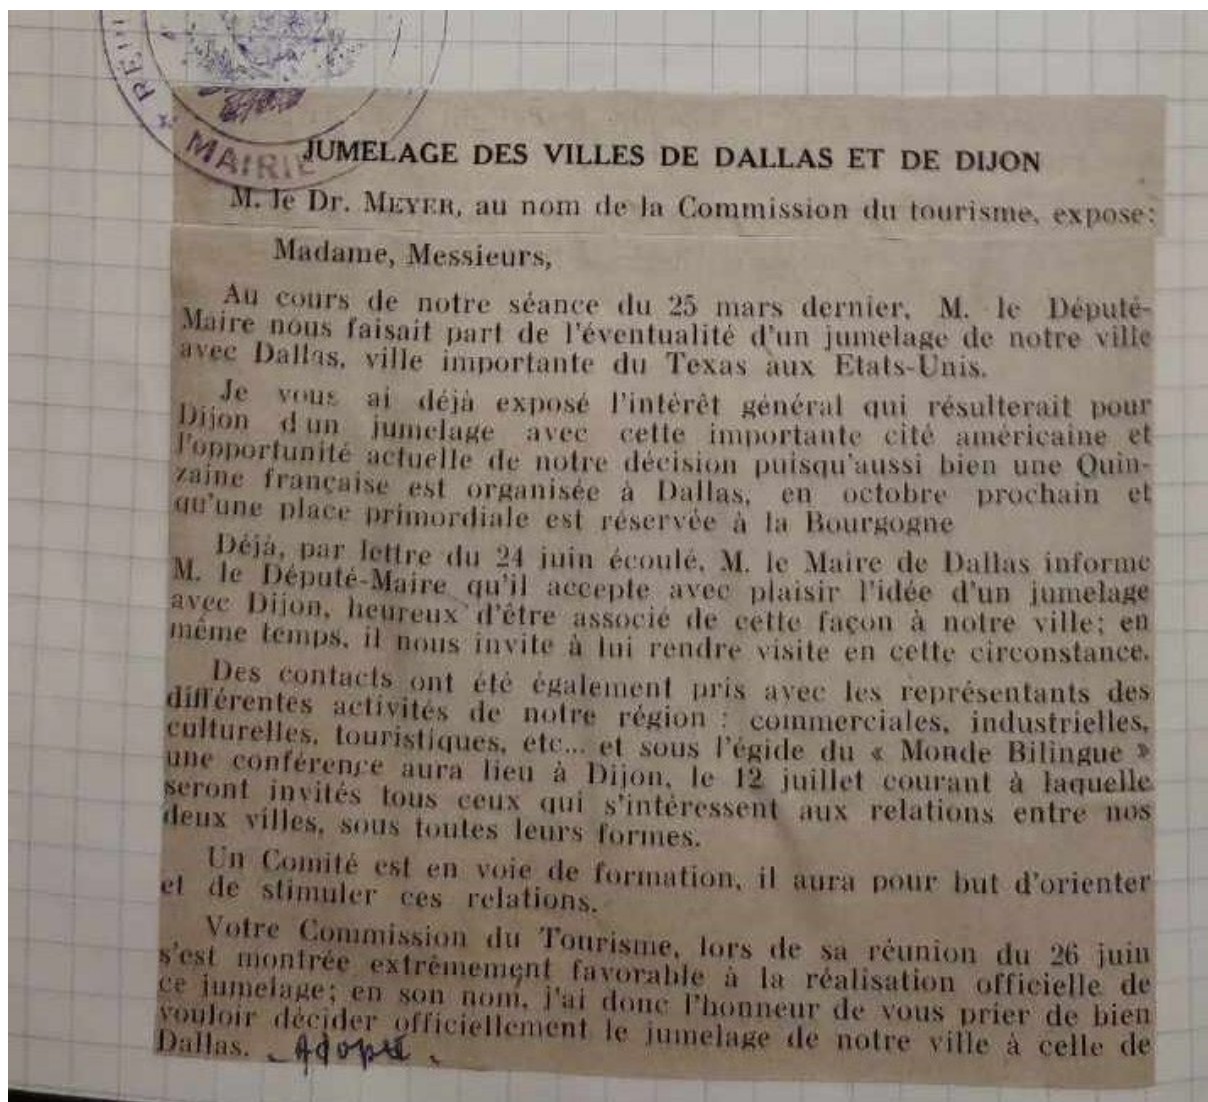 RÉPU
MAIRIE
JUMELAGE DES VILLES DE DALLAS ET DE DIJON
M. le Dr. MEYER, au nom de la Commission du tourisme, expose:
Madame, Messieurs,
Au cours de notre séance du 25 mars dernier, M. le Député-
Maire nous faisait part de l'éventualité d'un jumelage de notre ville
avec Dallas, ville importante du Texas aux Etats-Unis.
Je vous ai déjà exposé l'intérêt général qui résulterait pour
Dijon d'un jumelage avec cette importante cité américaine et
l'opportunité actuelle de notre décision puisqu'aussi bien une Quin-
zaine française est organisée à Dallas, en octobre prochain et
qu'une place primordiale est réservée à la Bourgogne
Déjà, par lettre du 24 juin écoulé, M. le Maire de Dallas informe
M. le Député-Maire qu'il accepte avec plaisir l'idée d'un jumelage
avec Dijon, heureux d'être associé de cette façon à notre ville; en
même temps, il nous invite à lui rendre visite en cette circonstance.
Des contacts ont été également pris avec les représentants des
différentes activités de notre région : commerciales, industrielles,
culturelles, touristiques, etc... et sous l'égide du « Monde Bilingue »
une conférence aura lieu à Dijon, le 12 juillet courant à laquelle
seront invités tous ceux qui s'intéressent aux relations entre nos
deux villes, sous toutes leurs formes.
Un Comité est en voie de formation, il aura pour but d'orienter
et de stimuler ces relations.
Votre Commission du Tourisme, lors de sa réunion du 26 juin
s'est montrée extrêmement favorable à la réalisation officielle de
ce jumelage; en son nom, j'ai donc l'honneur de vous prier de bien
vouloir décider officiellement le jumelage de notre ville à celle de
Dallas. - Adopté.